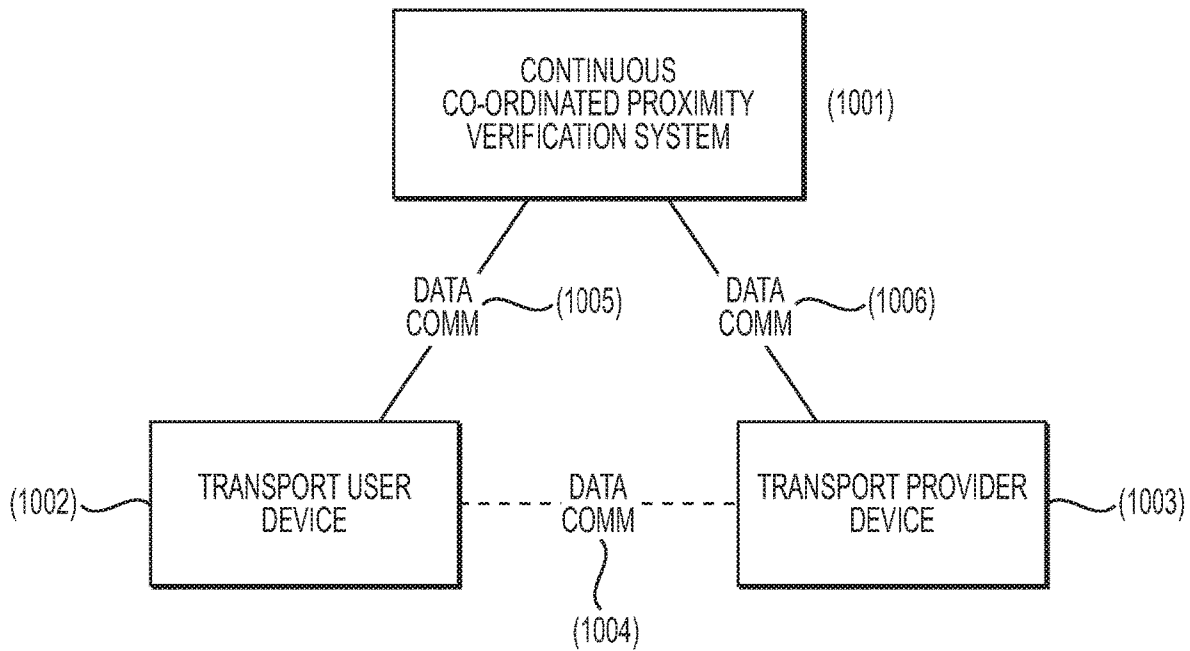 CONTINUOUS
CO-ORDINATED PROXIMITY
VERIFICATION SYSTEM
(1001)
DATA
COMM
(1005)
DATA
COMM
(1006)
(1002)
TRANSPORT USER
DEVICE
DATA
COMM
(1004)
TRANSPORT PROVIDER
DEVICE
(1003)